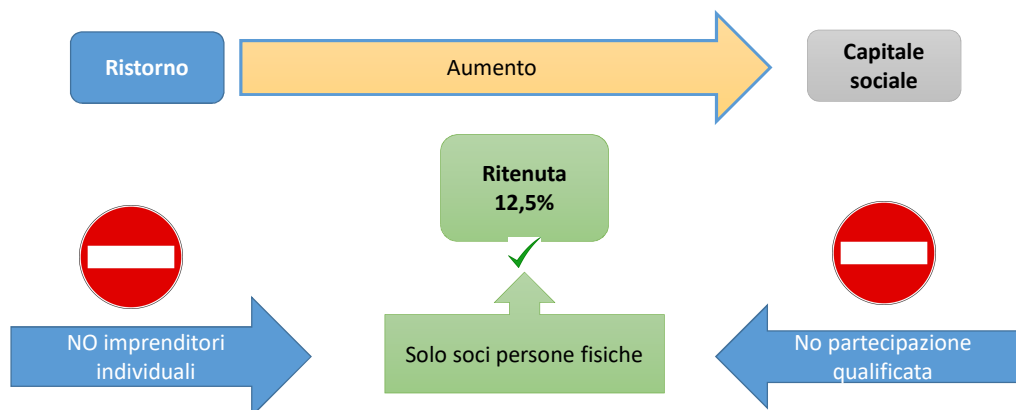 Ristorno
Aumento
Capitale
sociale
Ritenuta
12,5%
NO imprenditori
individuali
Solo soci persone fisiche
No partecipazione
qualificata